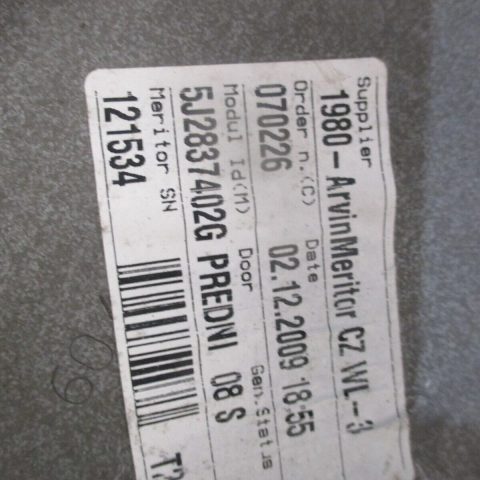 Supplier
1980-ArvinMeritor CZ WL-3
Order n.(C) Date
070226 02.12.2009 18:55
Modul Id(M) Door Gen.Status
5J2837402G PREDNI 08 S
Meritor SN
121534
60